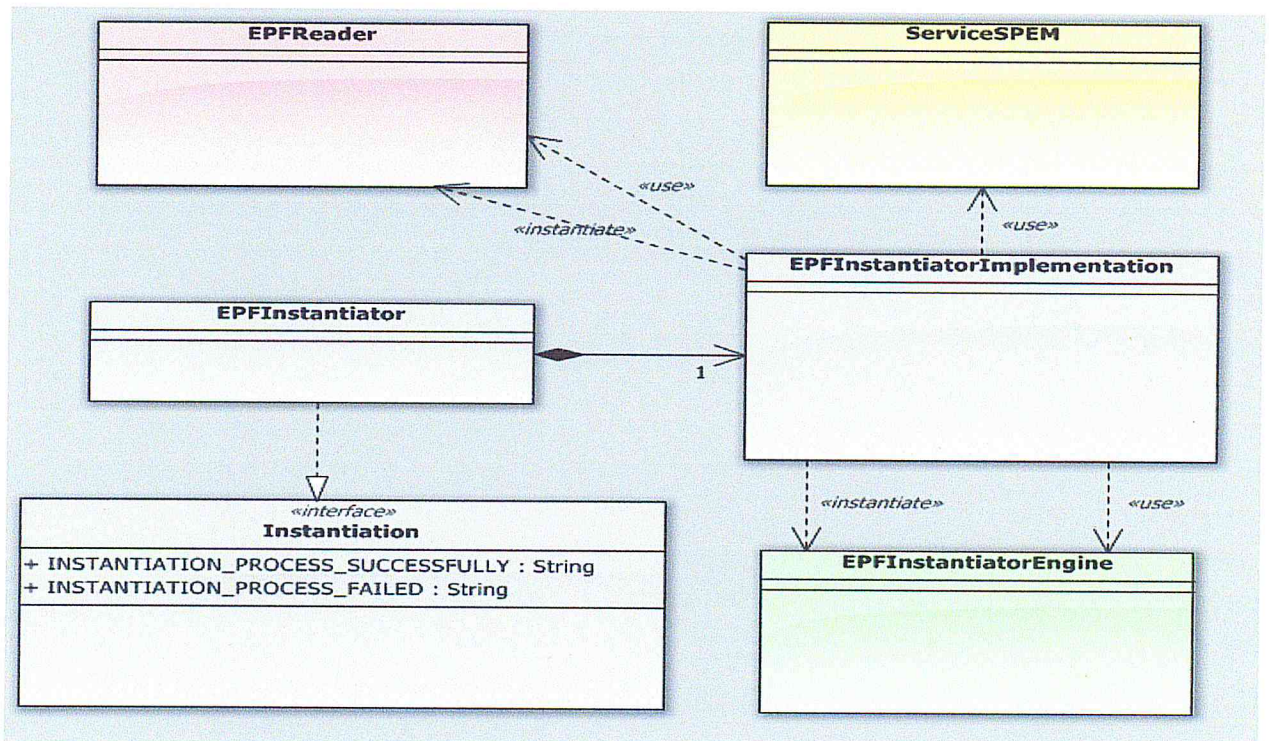 EPFReader
ServiceSPEM
«use»
«instantiate»
«use»
EPFInstantiatorImplementation
EPFInstantiator
1
«interface»
Instantiation
+ INSTANTIATION_PROCESS_SUCCESSFULLY : String
+ INSTANTIATION_PROCESS_FAILED : String
«instantiate»
«use»
EPFInstantiatorEngine